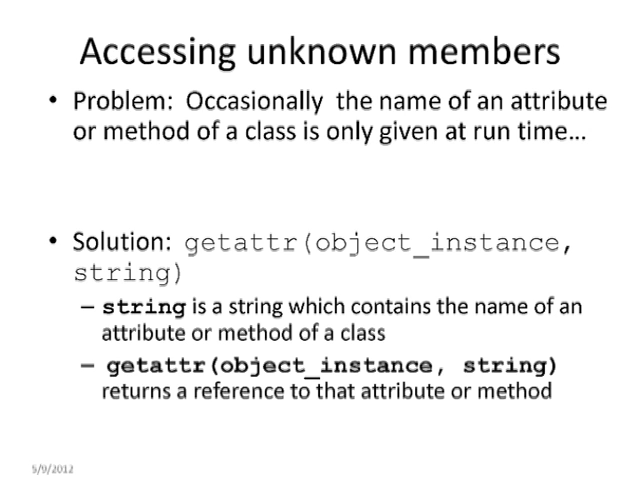 Accessing unknown members
• Problem:  Occasionally  the name of an attribute
or method of a class is only given at run time…
• Solution:  getattr(object_instance,
string)
– string is a string which contains the name of an
attribute or method of a class
– getattr(object_instance, string)
returns a reference to that attribute or method
5/9/2012